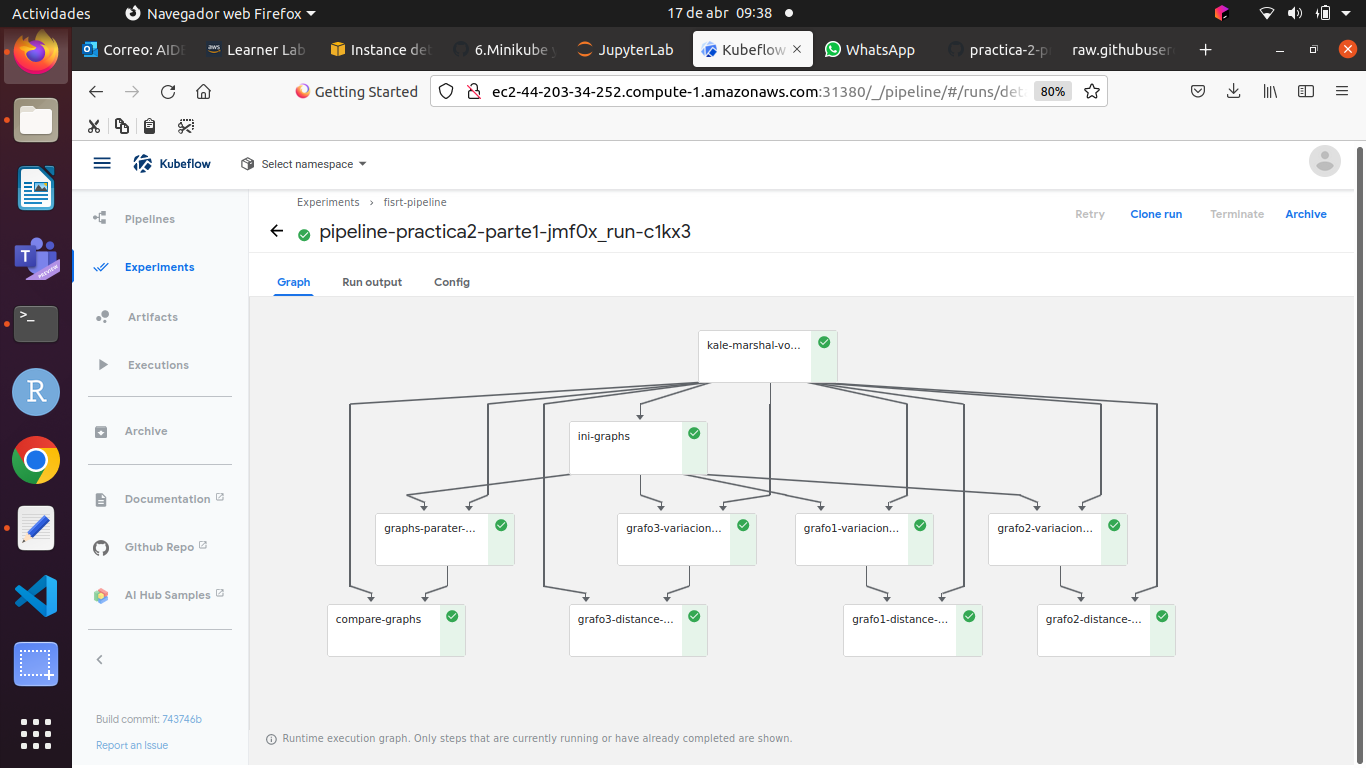 Actividades
Navegador web Firefox
17 de abr 09:38
Correo: AIDE
aws Learner Lab
Instance det
6.Minikube y
JupyterLab
Kubeflow
WhatsApp
practica-2-p
raw.githubuser
Getting Started
ec2-44-203-34-252.compute-1.amazonaws.com:31380/_/pipeline/#/runs/det
80%
Kubeflow
Select namespace
Pipelines
Experiments
Artifacts
Executions
Archive
Documentation
Github Repo
AI Hub Samples
Build commit: 743746b
Report an Issue
Experiments › fisrt-pipeline
pipeline-practica2-parte1-jmf0x_run-c1kx3
Retry
Clone run
Terminate
Archive
Graph
Run output
Config
kale-marshal-vo...
ini-graphs
graphs-parater-...
grafo3-variacion...
grafo1-variacion...
grafo2-variacion...
compare-graphs
grafo3-distance-...
grafo1-distance-...
grafo2-distance-...
Runtime execution graph. Only steps that are currently running or have already completed are shown.